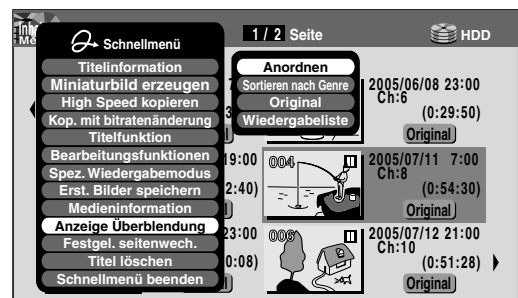 Schnellmenü
1 / 2 Seite
HDD
Titelinformation
Miniaturbild erzeugen
High Speed kopieren
Kop. mit bitratenänderung
Titelfunktion
Bearbeitungsfunktionen
Spez. Wiedergabemodus
Erst. Bilder speichern
Medieninformation
Anzeige Überblendung
Festgel. seitenwech.
Titel löschen
Schnellmenü beenden
Anordnen
Sortieren nach Genre
Original
Wiedergabeliste
2005/06/08 23:00
Ch:6
(0:29:50)
Original
19:00
2:40)
004
2005/07/11 7:00
Ch:8
(0:54:30)
Original
23:00
0:08)
006
2005/07/12 21:00
Ch:10
(0:51:28)
Original